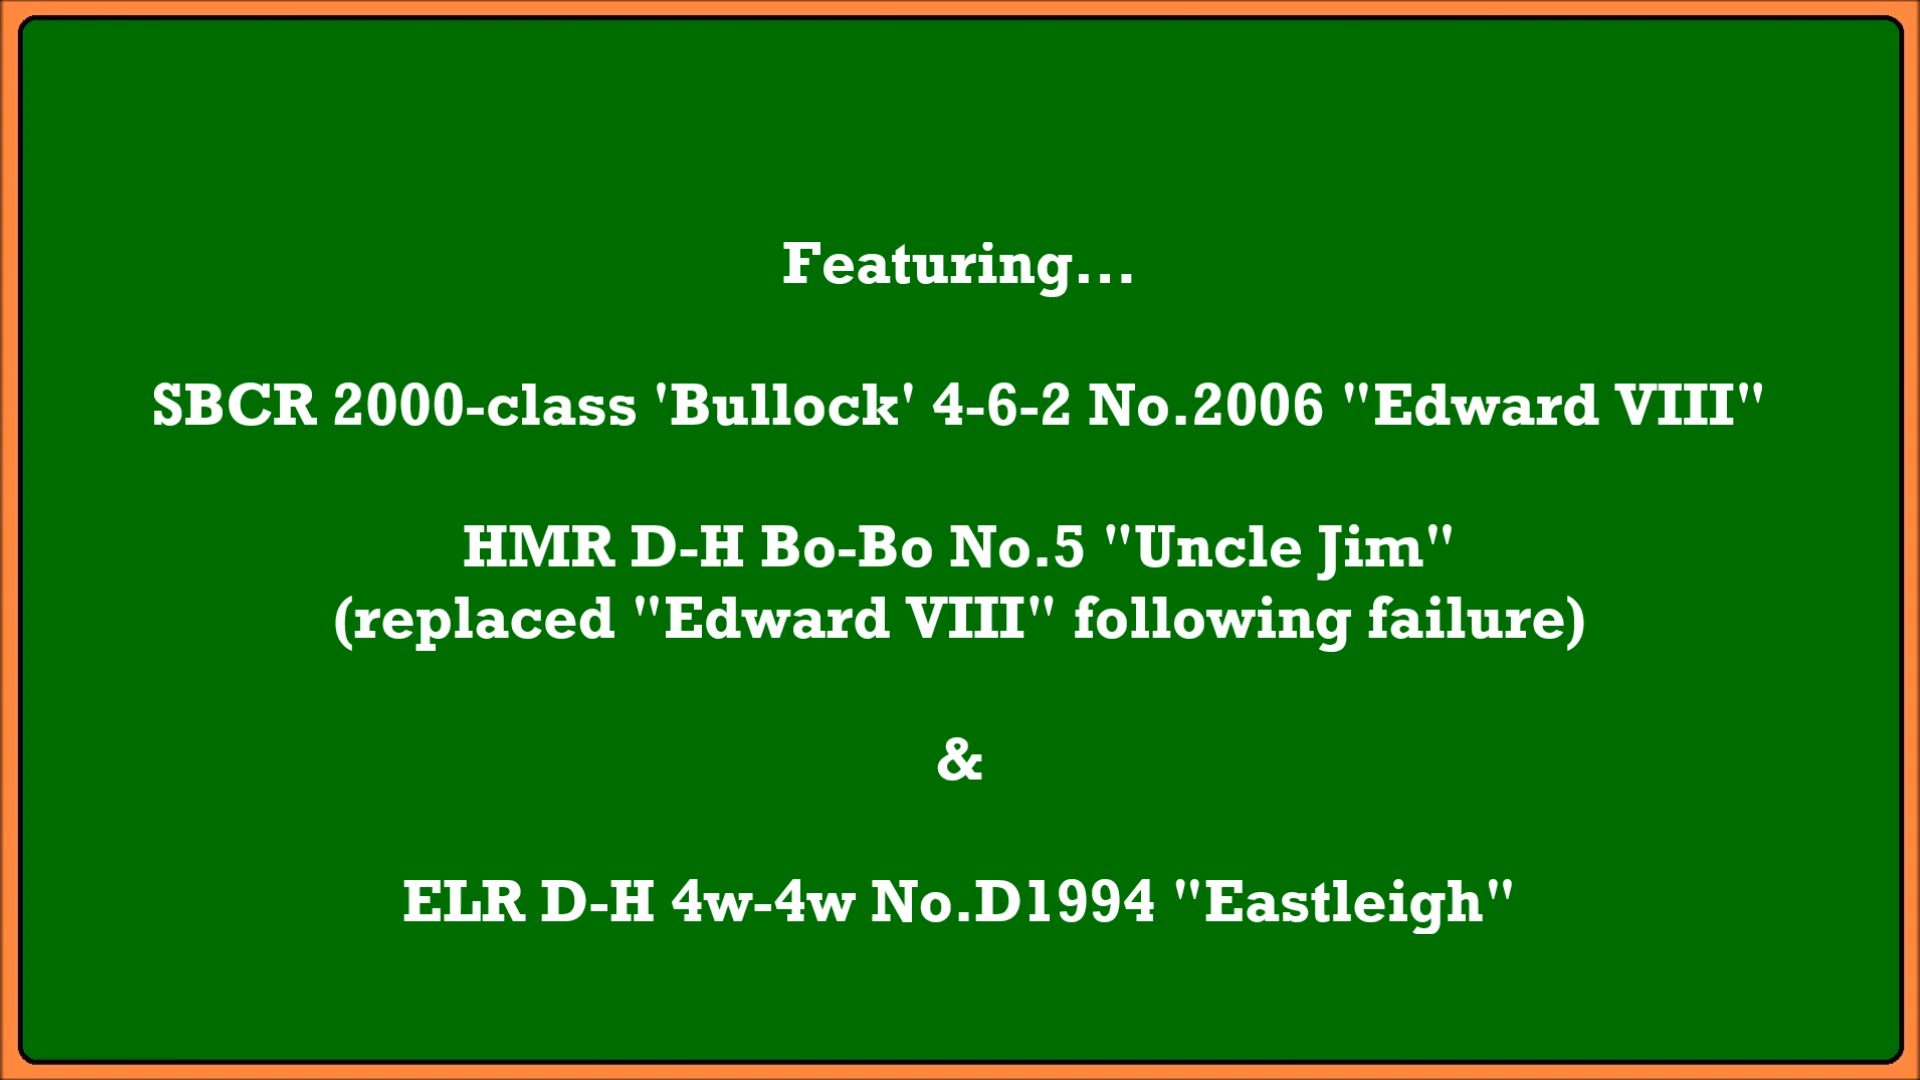 Featuring...
SBCR 2000-class 'Bullock' 4-6-2 No.2006 "Edward VIII"
HMR D-H Bo-Bo No.5 "Uncle Jim"
(replaced "Edward VIII" following failure)
&
ELR D-H 4w-4w No.D1994 "Eastleigh"